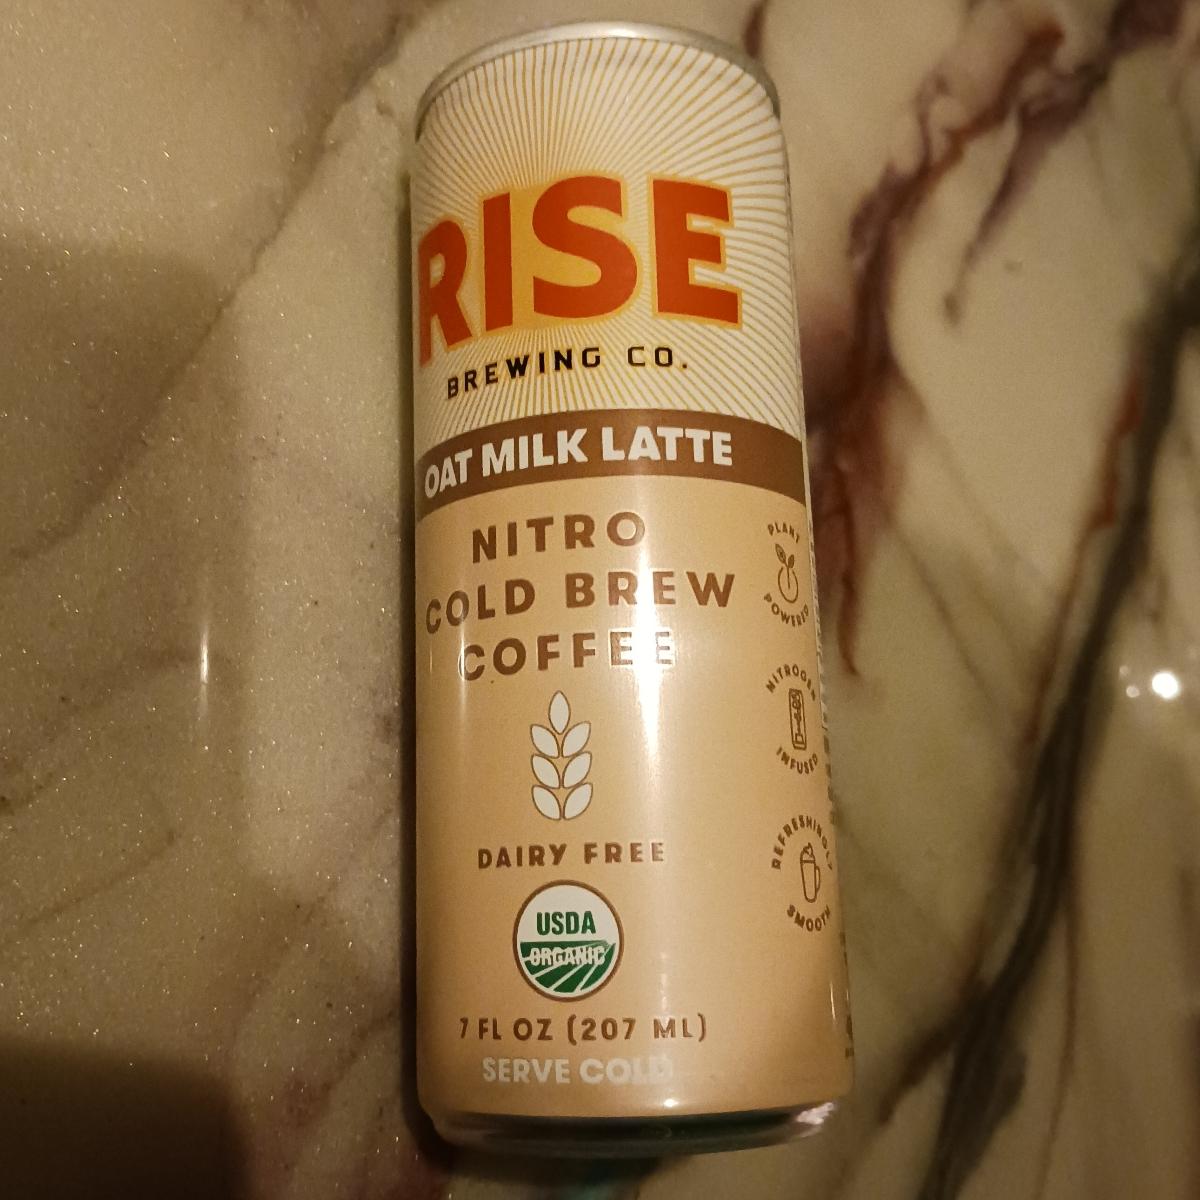 RISE
BREWING CO.
OAT MILK LATTE
NITRO
COLD BREW
COFFEE
PLANT
POWERED
NITROGEN
INFUSED
REFRESHINGLY
SMOOTH
DAIRY FREE
USDA
ORGANIC
7 FL OZ (207 ML)
SERVE COLD